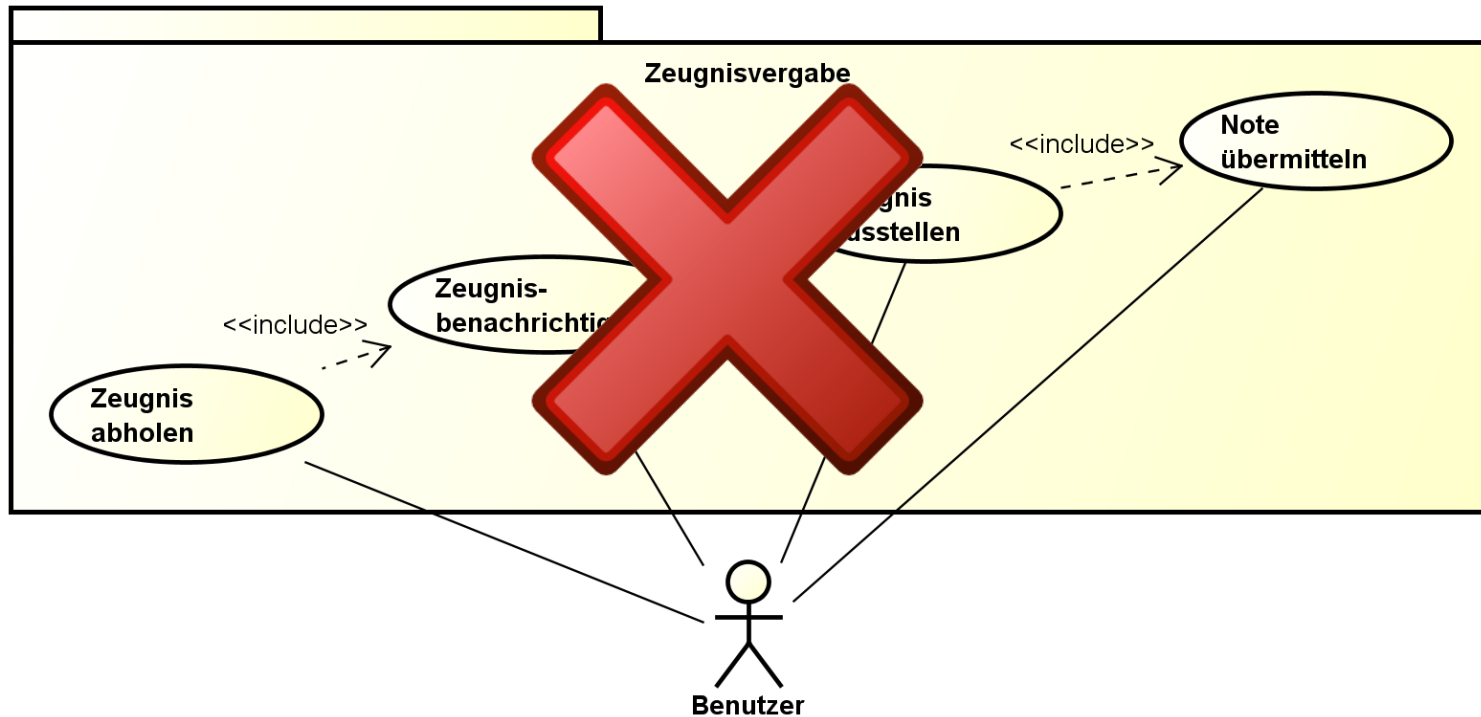 Zeugnisvergabe
Note
übermitteln
<<include>>
Zeugnis-
<<include>>
Zeugnis
abholen
Benutzer